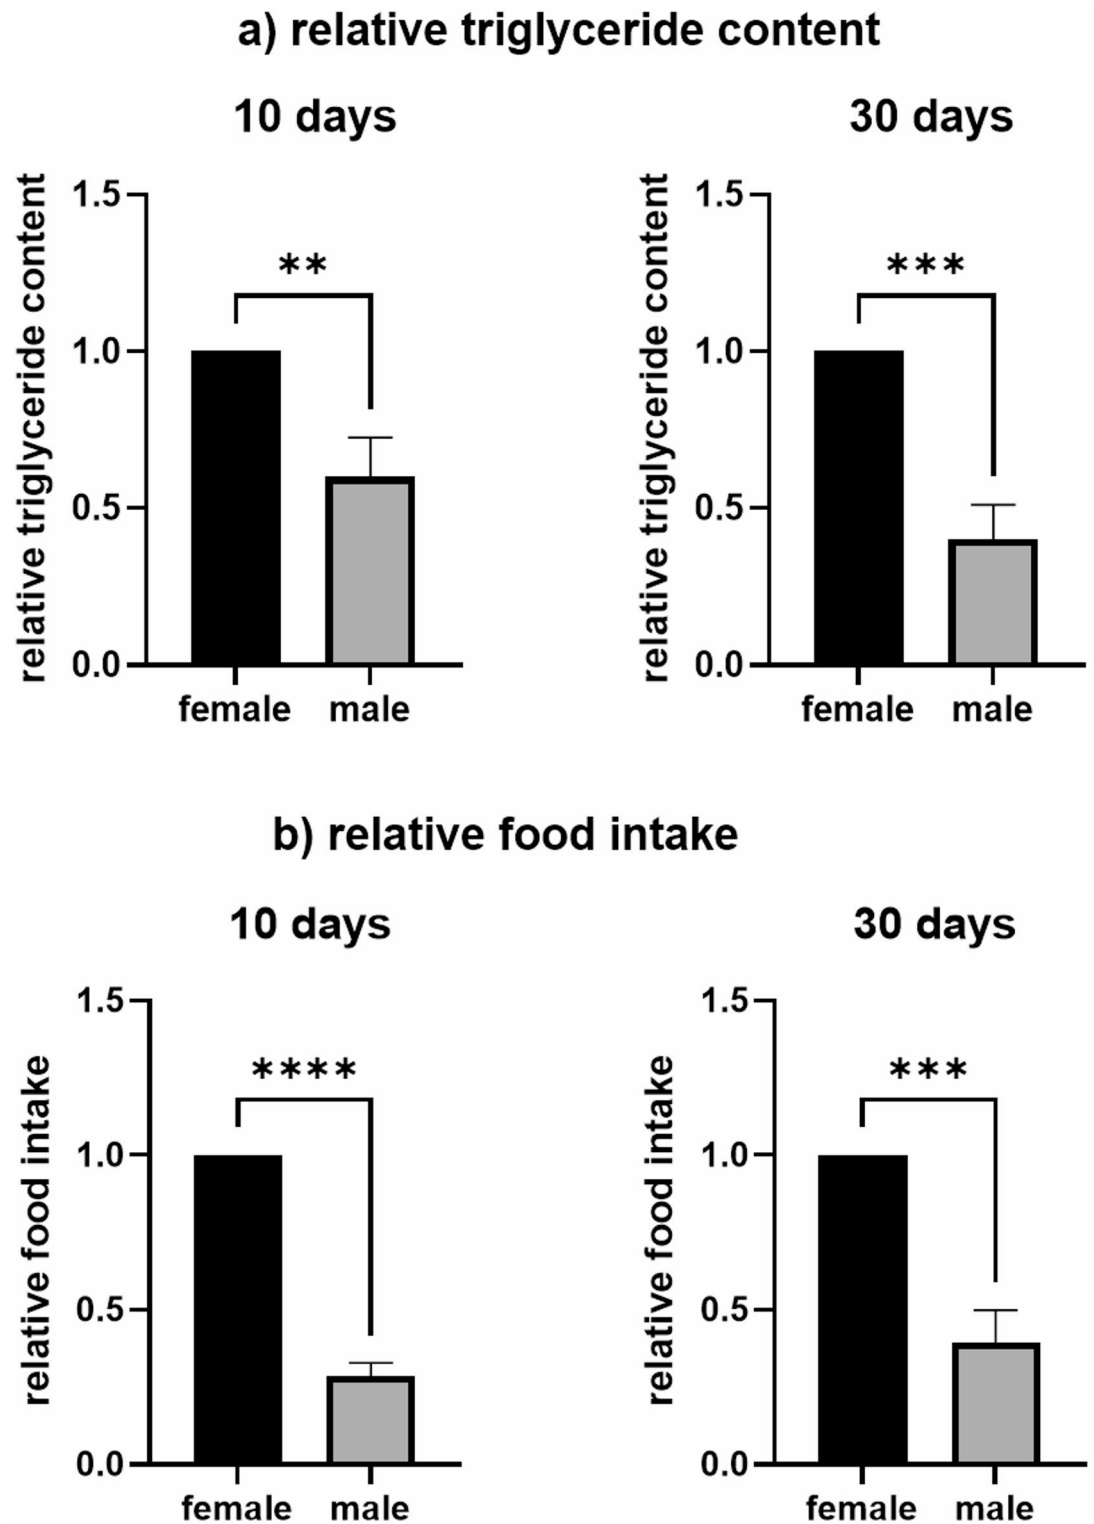 a) relative triglyceride content
10 days
30 days
relative triglyceride content
1.5
1.0
0.5
0.0
**
female male
relative triglyceride content
1.5
1.0
0.5
0.0
***
female male
b) relative food intake
10 days
30 days
relative food intake
1.5
1.0
0.5
0.0
****
female male
relative food intake
1.5
1.0
0.5
0.0
***
female male